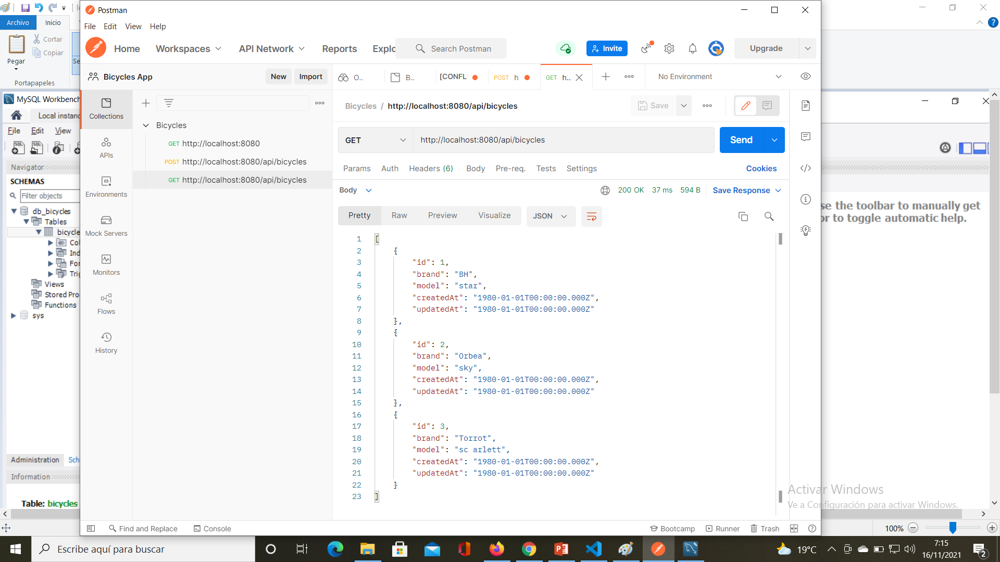 Postman
File Edit View Help
Home Workspaces API Network Reports Explo Search Postman Invite Upgrade
Archivo Inicio
Cortar
Copiar
Pegar
Se
Portapapeles
Bicycles App New Import
O.. B.. [CONFL POST h. GET h... No Environment
MySQL Workbench
Local instanc
File Edit View
Navigator
SCHEMAS
Filter objects
db_bicycles
Tables
bicycle
Col
Ind
For
Trig
Views
Stored Pro
Functions
sys
Administration Sch
Information
Table: bicycles
Collections
APIs
Environments
Mock Servers
Monitors
Flows
History
Bicycles
GET http://localhost:8080
POST http://localhost:8080/api/bicycles
GET http://localhost:8080/api/bicycles
Bicycles / http://localhost:8080/api/bicycles Save
GET http://localhost:8080/api/bicycles Send
Params Auth Headers (6) Body Pre-req. Tests Settings Cookies
Body 200 OK 37 ms 594 B Save Response
Pretty Raw Preview Visualize JSON
1 [
2 {
3 "id": 1,
4 "brand": "BH",
5 "model": "star",
6 "createdAt": "1980-01-01T00:00:00.000Z",
7 "updatedAt": "1980-01-01T00:00:00.000Z"
8 },
9 {
10 "id": 2,
11 "brand": "Orbea",
12 "model": "sky",
13 "createdAt": "1980-01-01T00:00:00.000Z",
14 "updatedAt": "1980-01-01T00:00:00.000Z"
15 },
16 {
17 "id": 3,
18 "brand": "Torrot",
19 "model": "sc arlett",
20 "createdAt": "1980-01-01T00:00:00.000Z",
21 "updatedAt": "1980-01-01T00:00:00.000Z"
22 }
23 ]
se the toolbar to manually get
or to toggle automatic help.
Activar Windows
Ve a Configuración para activar Windows.
Find and Replace Console Bootcamp Runner Trash
100%
Escribe aquí para buscar
19°C
7:15
16/11/2021
2